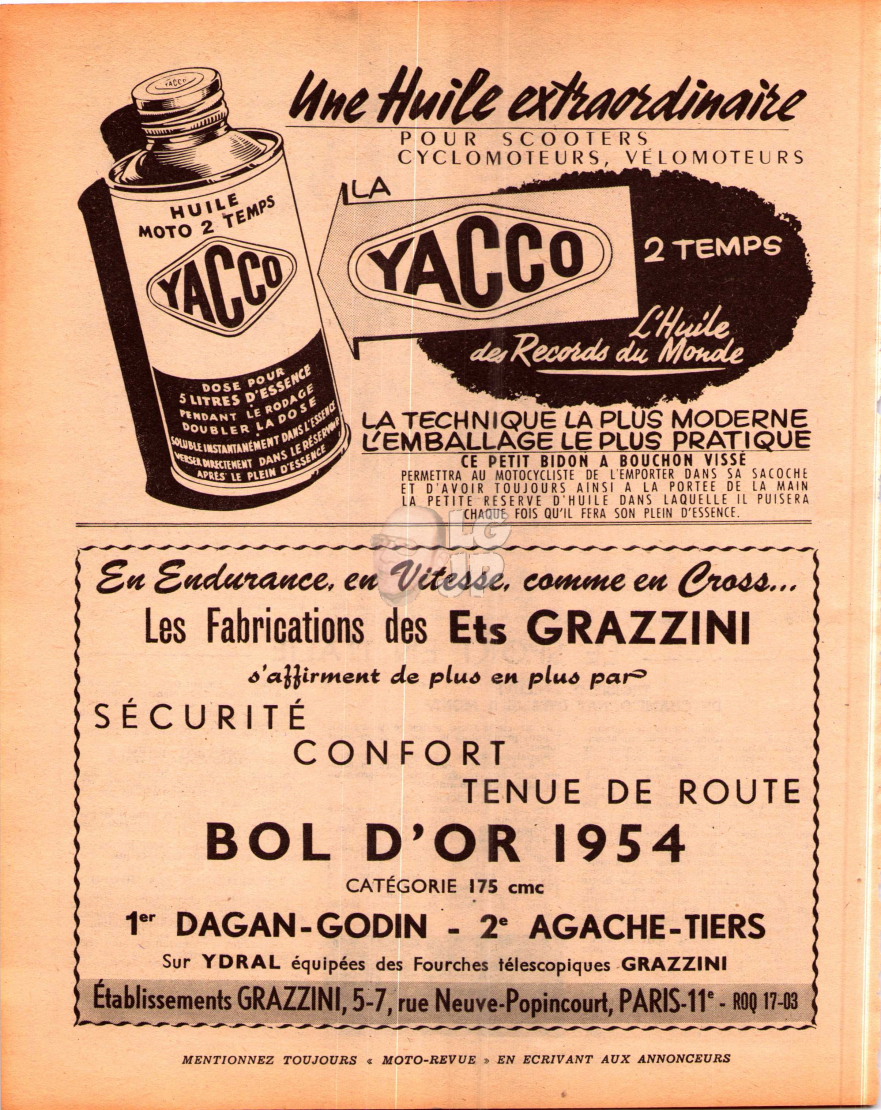 Une Huile extraordinaire
POUR SCOOTERS
CYCLOMOTEURS, VÉLOMOTEURS
YACCO
HUILE
MOTO 2 TEMPS
YACCO
DOSE POUR
5 LITRES D'ESSENCE
PENDANT LE RODAGE
DOUBLER LA DOSE
SOLUBLE INSTANTANÉMENT DANS L'ESSENCE
VERSER DIRECTEMENT DANS LE RÉSERVOIR
APRÈS LE PLEIN D'ESSENCE
LA
YACCO
2 TEMPS
L'Huile
des Records du Monde
LA TECHNIQUE LA PLUS MODERNE
L'EMBALLAGE LE PLUS PRATIQUE
CE PETIT BIDON A BOUCHON VISSÉ
PERMETTRA AU MOTOCYCLISTE DE L'EMPORTER DANS SA SACOCHE
ET D'AVOIR TOUJOURS AINSI A LA PORTÉE DE LA MAIN
LA PETITE RÉSERVE D'HUILE DANS LAQUELLE IL PUISERA
CHAQUE FOIS QU'IL FERA SON PLEIN D'ESSENCE.
LG
JP
En Endurance, en Vitesse, comme en Cross...
Les Fabrications des Ets GRAZZINI
s'affirment de plus en plus par
SÉCURITÉ
CONFORT
TENUE DE ROUTE
BOL D'OR 1954
CATÉGORIE 175 cmc
1er DAGAN-GODIN - 2e AGACHE-TIERS
Sur YDRAL équipées des Fourches télescopiques GRAZZINI
Établissements GRAZZINI, 5-7, rue Neuve-Popincourt, PARIS-11e - ROQ 17-03
MENTIONNEZ TOUJOURS « MOTO-REVUE » EN ECRIVANT AUX ANNONCEURS